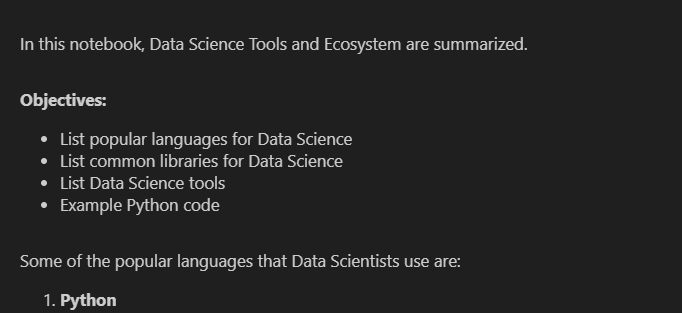 In this notebook, Data Science Tools and Ecosystem are summarized.
Objectives:
• List popular languages for Data Science
• List common libraries for Data Science
• List Data Science tools
• Example Python code
Some of the popular languages that Data Scientists use are:
1. Python